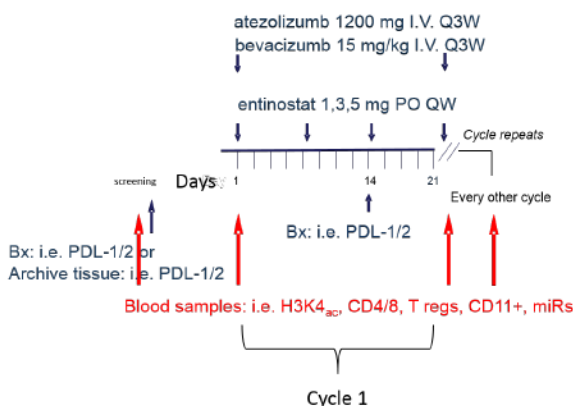 atezolizumb 1200 mg I.V. Q3W
bevacizumb 15 mg/kg I.V. Q3W
entinostat 1,3,5 mg PO QW
Cycle repeats
screening Days 1 14 21
Every other cycle
Bx: i.e. PDL-1/2
Bx: i.e. PDL-1/2 or
Archive tissue: i.e. PDL-1/2
Blood samples: i.e. H3K4ac, CD4/8, T regs, CD11+, miRs
Cycle 1